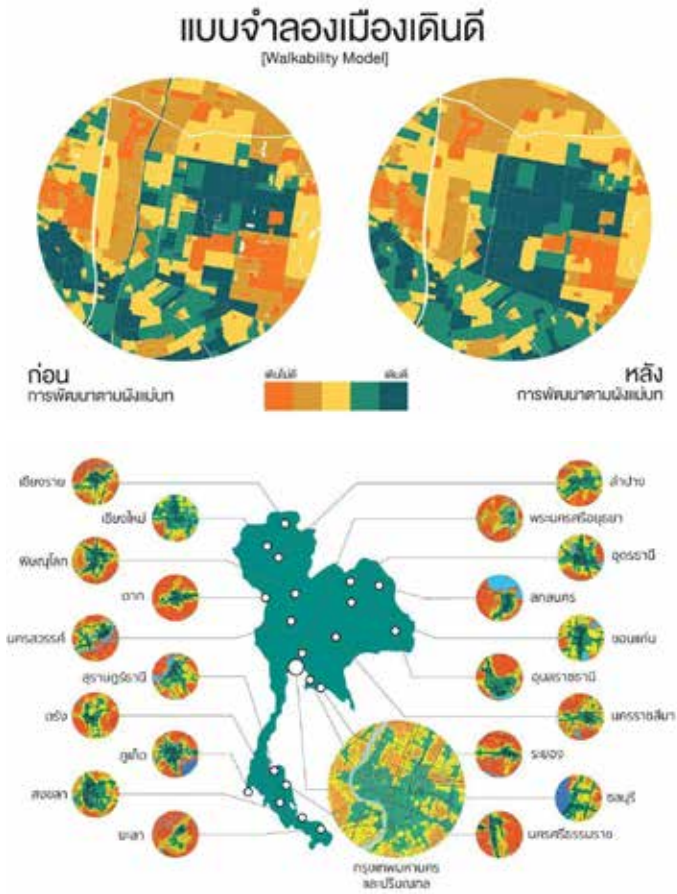 แบบจำลองเมืองเดินดี
[Walkability Model]
ก่อน
การพัฒนาตามผังแม่บท
เดินไม่ดี
เดินดี
หลัง
การพัฒนาตามผังแม่บท
เชียงราย
ลำปาง
เชียงใหม่
พระนครศรีอยุธยา
พิษณุโลก
อุดรธานี
ตาก
สกลนคร
นครสวรรค์
ขอนแก่น
สุราษฎร์ธานี
อุบลราชธานี
ตรัง
นครราชสีมา
ภูเก็ต
ระยอง
สงขลา
ชลบุรี
ยะลา
นครศรีธรรมราช
กรุงเทพมหานคร
และปริมณฑล